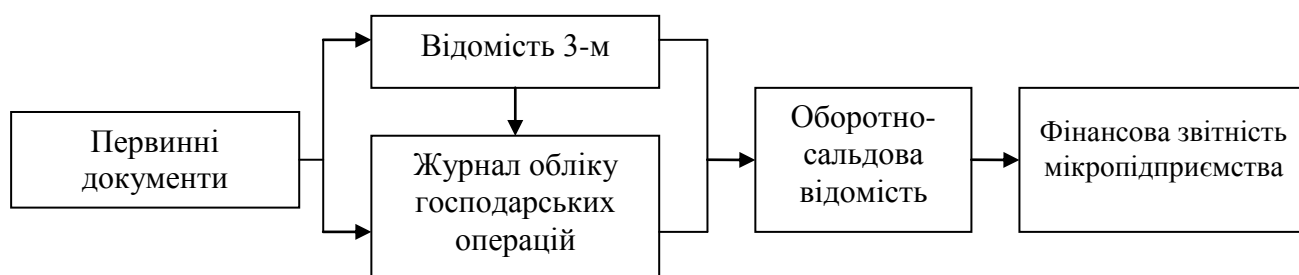 Первинні
документи
Відомість 3-м
Журнал обліку
господарських
операцій
Оборотно-
сальдова
відомість
Фінансова звітність
мікропідприємства